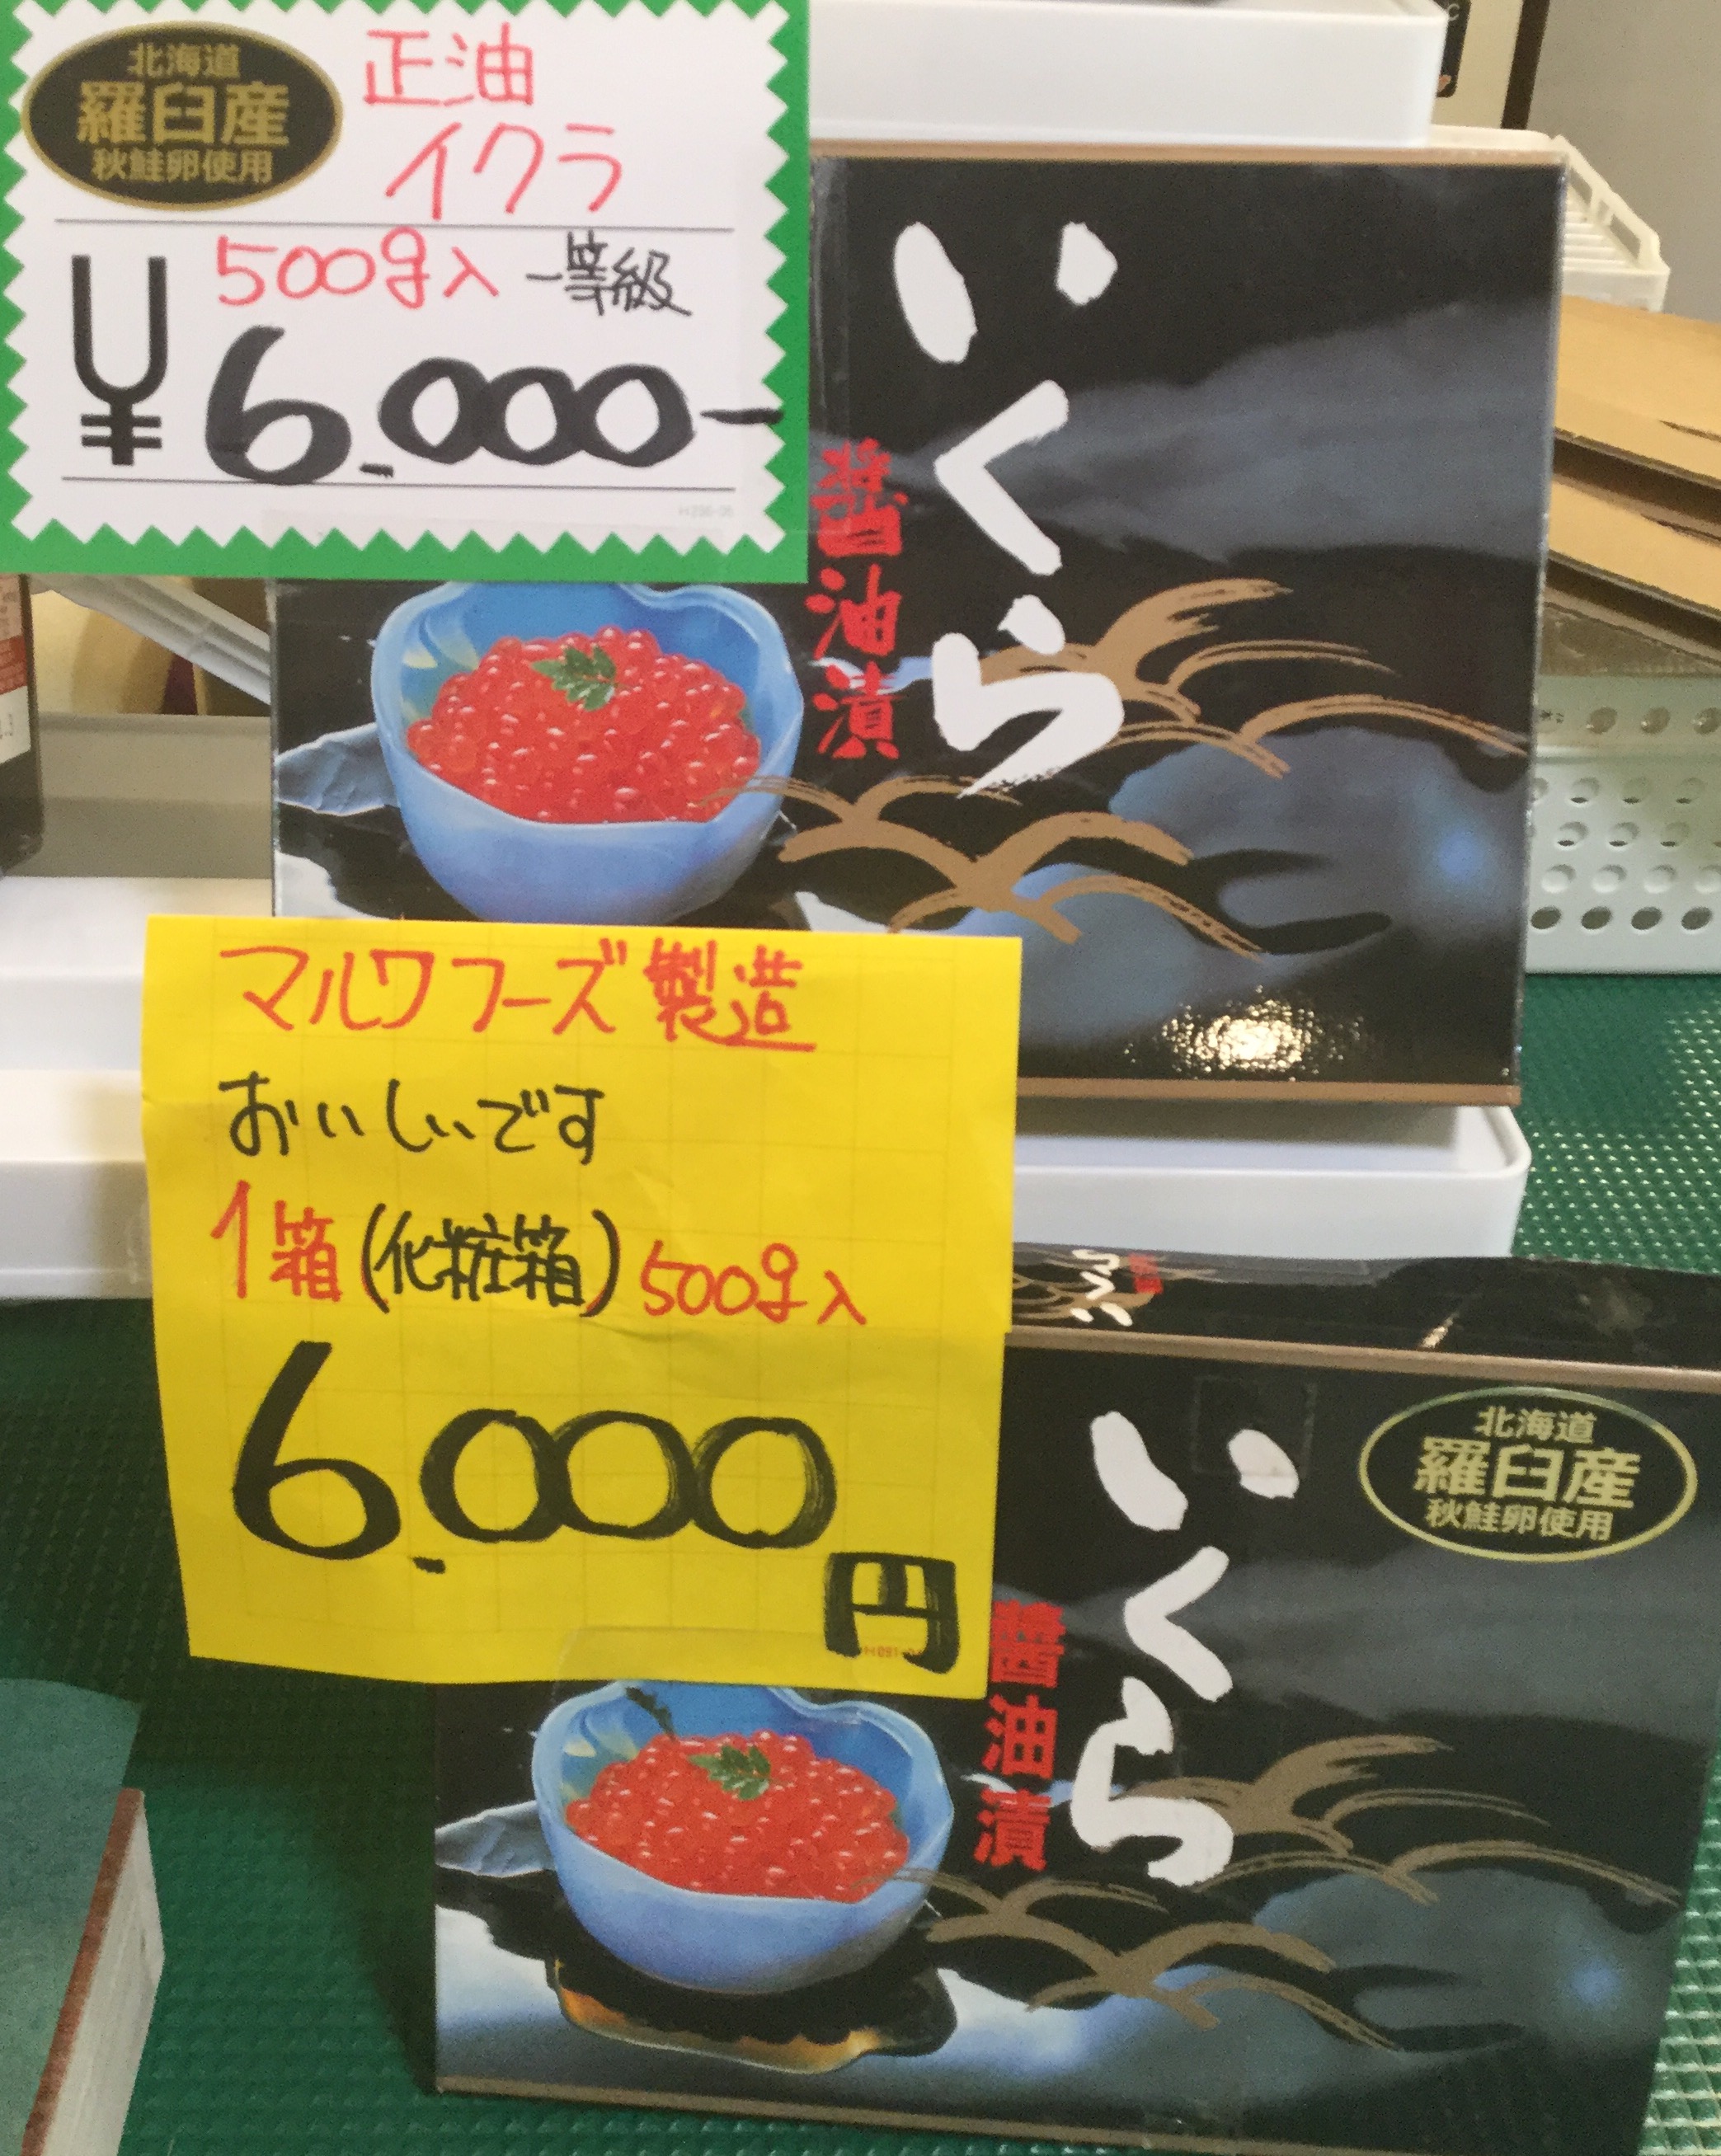 北海道
羅臼産
秋鮭卵使用
正油
イクラ
500g入 一等級
¥6.000-
いくら
醤油漬
マルワフーズ製造
おいしいです
1箱(化粧箱)500g入
6.000
円
いくら
いくら
醤油漬
北海道
羅臼産
秋鮭卵使用